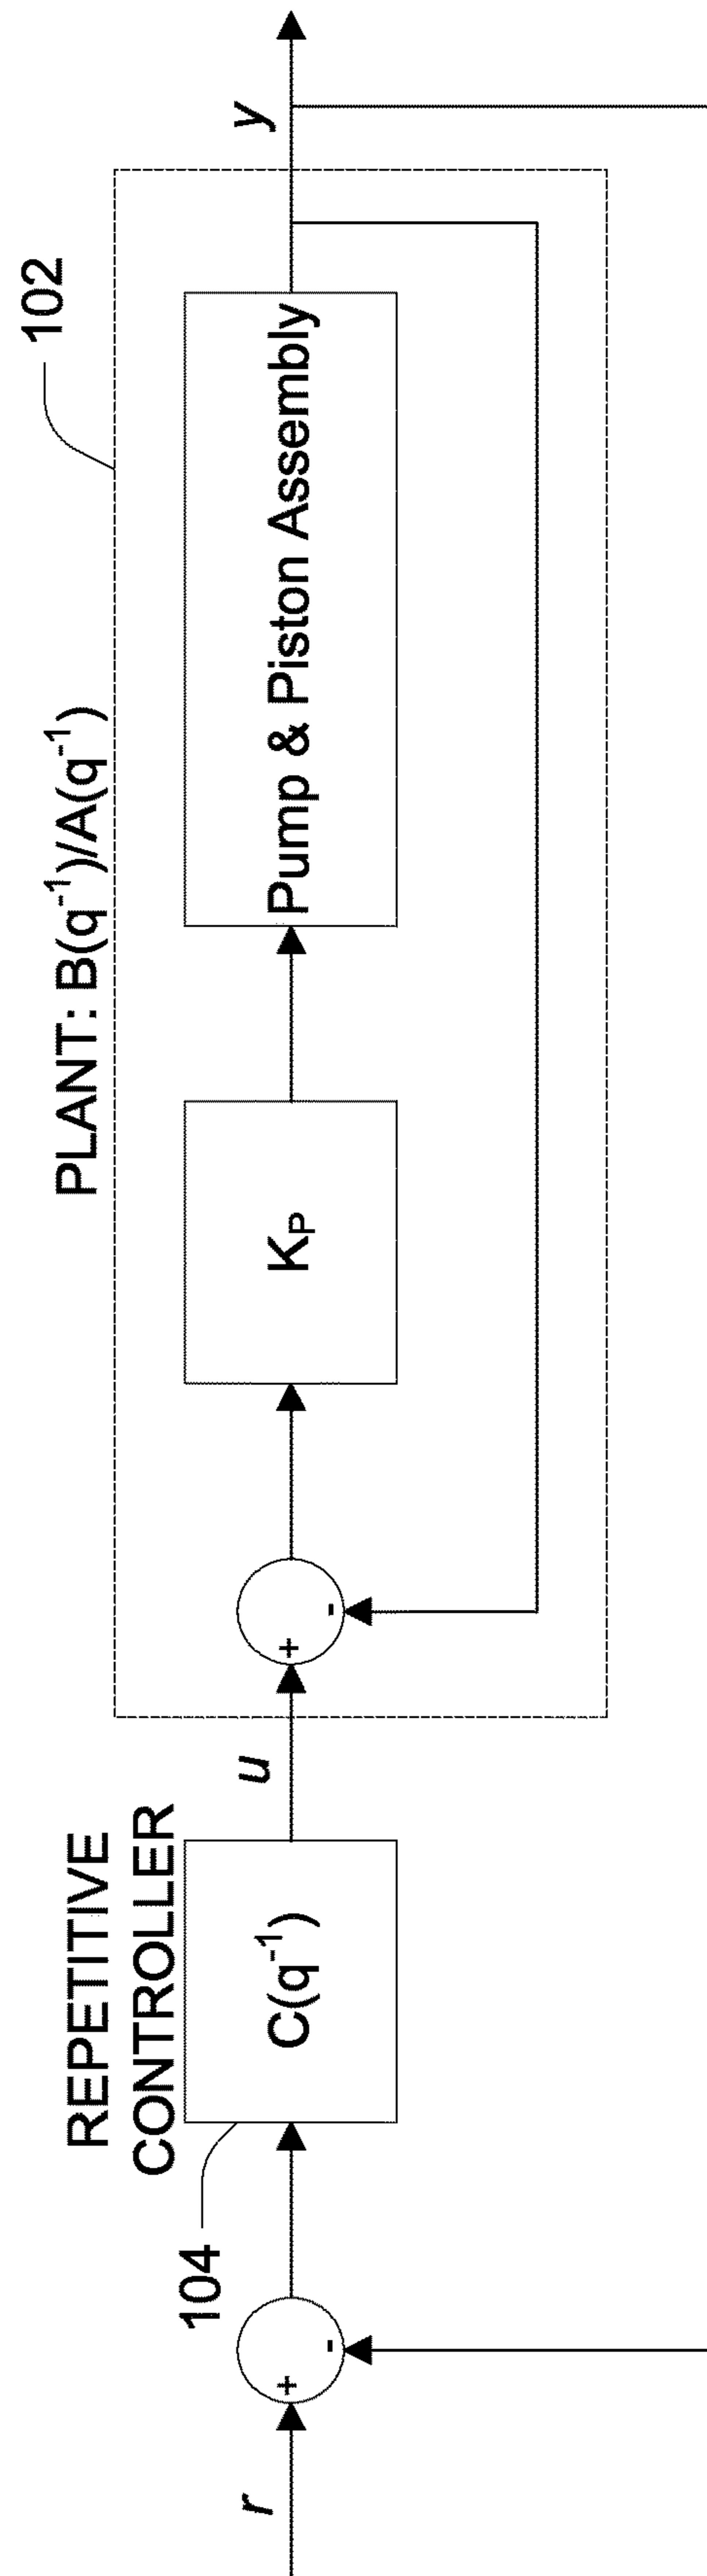 PLANT: B(q⁻¹)/A(q⁻¹)
102
REPETITIVE
CONTROLLER
104
r
+
-
C(q⁻¹)
u
+
-
K_P
Pump & Piston Assembly
y